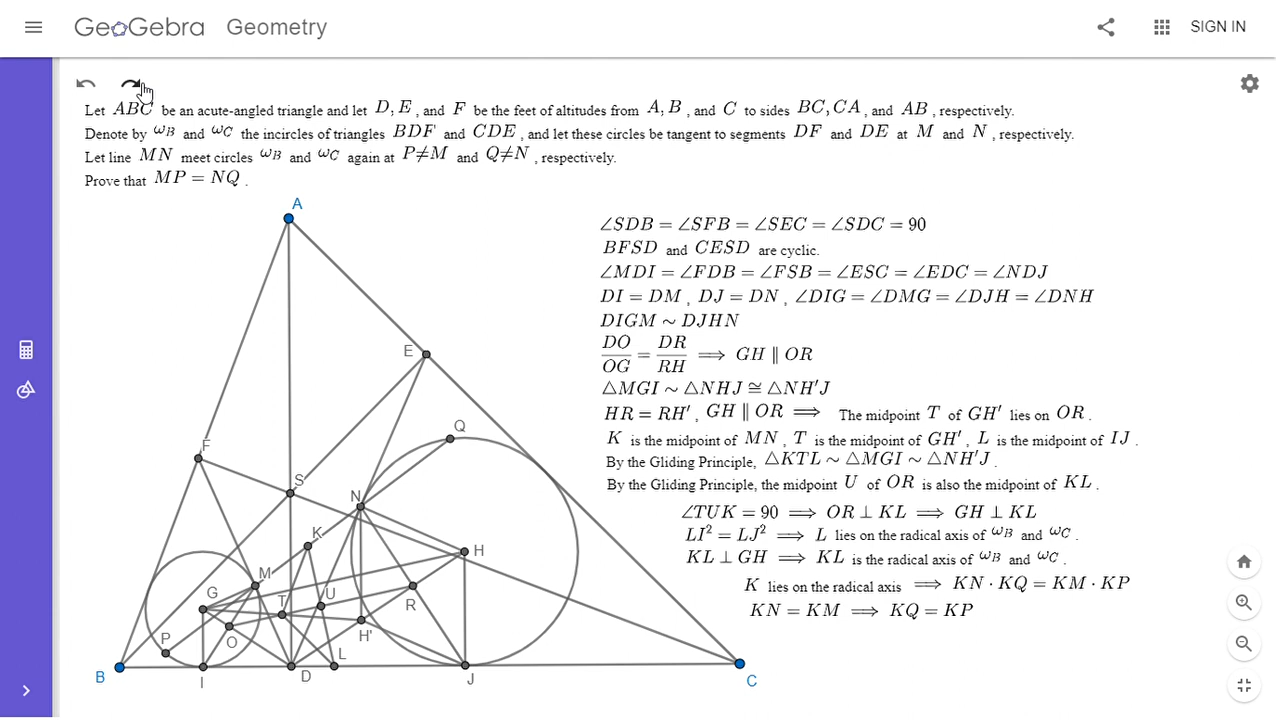 GeoGebra Geometry SIGN IN
Let ABC be an acute-angled triangle and let D, E , and F be the feet of altitudes from A, B , and C to sides BC, CA , and AB , respectively.
Denote by ω_B and ω_C the incircles of triangles BDF and CDE , and let these circles be tangent to segments DF and DE at M and N , respectively.
Let line MN meet circles ω_B and ω_C again at P≠M and Q≠N , respectively.
Prove that MP = NQ .
∠SDB = ∠SFB = ∠SEC = ∠SDC = 90
BFSD and CESD are cyclic.
∠MDI = ∠FDB = ∠FSB = ∠ESC = ∠EDC = ∠NDJ
DI = DM , DJ = DN , ∠DIG = ∠DMG = ∠DJH = ∠DNH
DIGM ∼ DJHN
DO/OG = DR/RH ⟹ GH ∥ OR
△MGI ∼ △NHJ ≅ △NH'J
HR = RH' , GH ∥ OR ⟹ The midpoint T of GH' lies on OR .
K is the midpoint of MN , T is the midpoint of GH' , L is the midpoint of IJ .
By the Gliding Principle, △KTL ∼ △MGI ∼ △NH'J .
By the Gliding Principle, the midpoint U of OR is also the midpoint of KL .
∠TUK = 90 ⟹ OR ⊥ KL ⟹ GH ⊥ KL
LI² = LJ² ⟹ L lies on the radical axis of ω_B and ω_C .
KL ⊥ GH ⟹ KL is the radical axis of ω_B and ω_C .
K lies on the radical axis ⟹ KN · KQ = KM · KP
KN = KM ⟹ KQ = KP
A
E
Q
F
S
N
K
H
M
G
T
U
R
P
O
H'
L
B
I
D
J
C